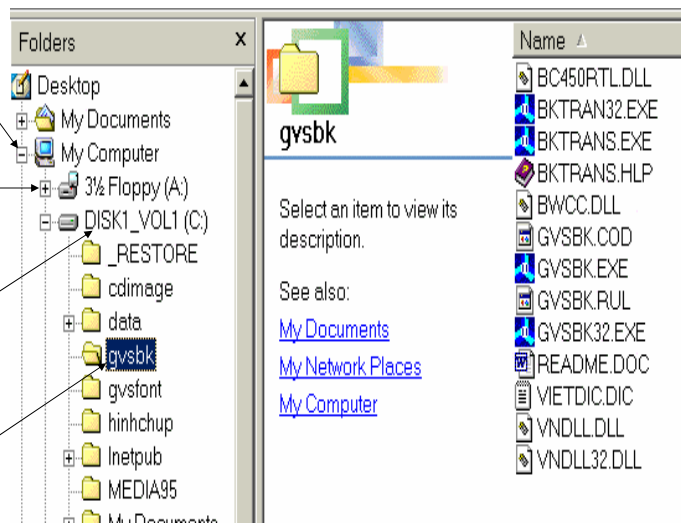 Folders x
Desktop
My Documents
My Computer
3½ Floppy (A:)
DISK1_VOL1 (C:)
_RESTORE
cdimage
data
gvsbk
gvsfont
hinhchup
Inetpub
MEDIA95
My Documents
gvsbk
Select an item to view its
description.
See also:
My Documents
My Network Places
My Computer
Name
BC450RTL.DLL
BKTRAN32.EXE
BKTRANS.EXE
BKTRANS.HLP
BWCC.DLL
GVSBK.COD
GVSBK.EXE
GVSBK.RUL
GVSBK32.EXE
README.DOC
VIETDIC.DIC
VNDLL.DLL
VNDLL32.DLL